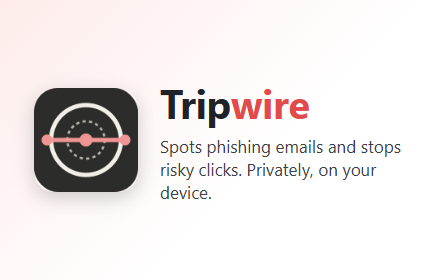 Tripwire
Spots phishing emails and stops
risky clicks. Privately, on your
device.